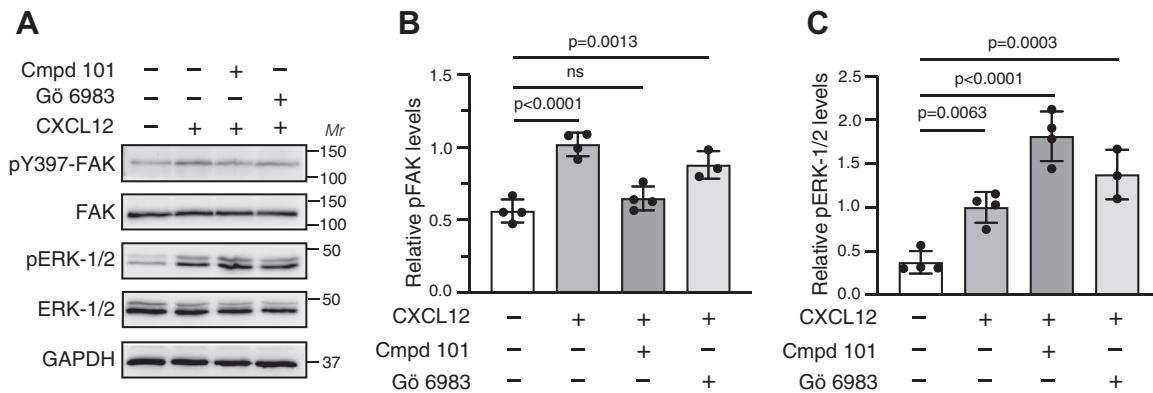 A
Cmpd 101 – – + –
Gö 6983 – – – +
CXCL12 – + + + Mr
pY397-FAK 150
100
FAK 150
100
pERK-1/2 50
ERK-1/2 50
GAPDH 37
B
p=0.0013
ns
p<0.0001
Relative pFAK levels
1.5
1.0
0.5
0.0
CXCL12 – + + +
Cmpd 101 – – + –
Gö 6983 – – – +
C
p=0.0003
p<0.0001
p=0.0063
Relative pERK-1/2 levels
2.5
2.0
1.5
1.0
0.5
0.0
CXCL12 – + + +
Cmpd 101 – – + –
Gö 6983 – – – +